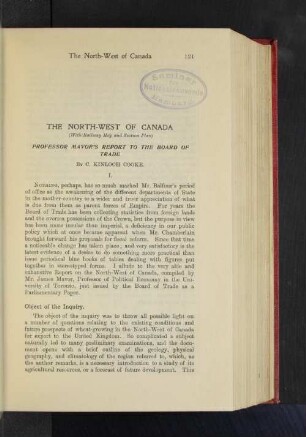 The North-West of Canada 121
THE NORTH-WEST OF CANADA
(With Railway Map and Section Plan)
PROFESSOR MAVOR'S REPORT TO THE BOARD OF
TRADE
By C. KINLOCH COOKE.
I.
NOTHING, perhaps, has so much marked Mr. Balfour's period
of office as the awakening of the different departments of State
in the mother-country to a wider and truer appreciation of what
is due from them as purely forces of Empire. For years the
Board of Trade has been collecting statistics from foreign lands
and the oversea possessions of the Crown, but the purpose in view
has been more insular than imperial, a deficiency in our public
policy which at once became apparent when Mr. Chamberlain
brought forward his proposals for fiscal reform. Since that time
a noticeable change has taken place, and very satisfactory is the
latest evidence of a desire to do something more practical than
issue periodical blue books of tables dealing with figures put
together in stereotyped forms. I allude to the very able and
exhaustive Report on the North-West of Canada, compiled by
Mr. James Mavor, Professor of Political Economy in the University
of Toronto, just issued by the Board of Trade as a
Parliamentary Paper.
Object of the Inquiry.
The object of the inquiry was to throw all possible light on
a number of questions relating to the existing conditions and
future prospects of wheat-growing in the North-West of Canada
for export to the United Kingdom. So complicated a subject
naturally led to many preliminary examinations, and the document
opens with a brief outline of the geology, physical
geography, and climatology of the region referred to, which, as
the author remarks, is a necessary introduction to a study of its
agricultural resources, or a forecast of future development. This